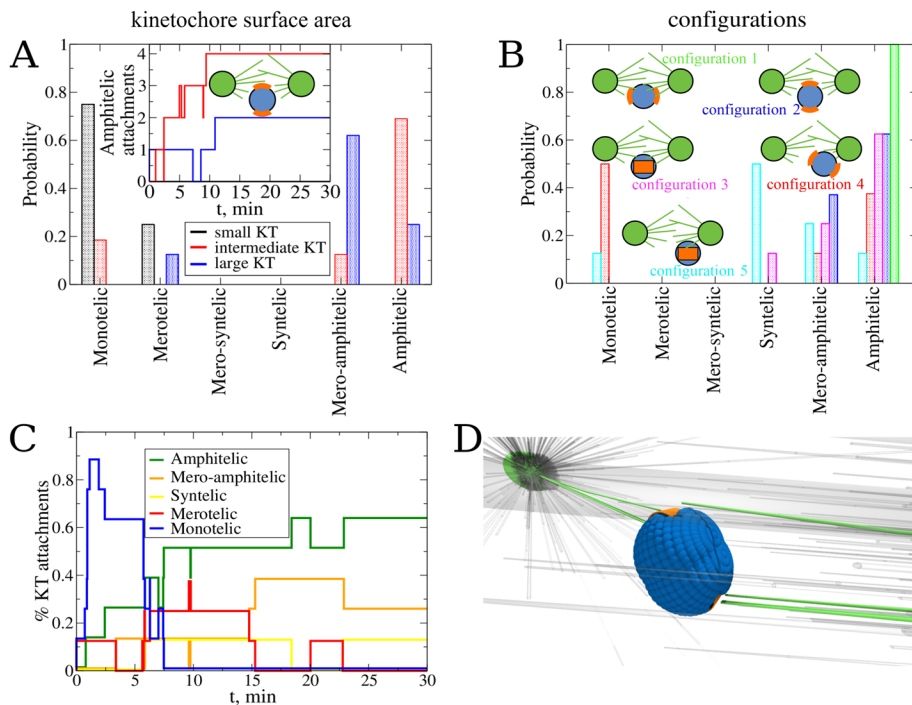 kinetochore surface area
configurations
A
1
0.8
0.6
0.4
0.2
0
Probability
Amphitelic
attachments
4
3
2
1
0
0 5 10 15 20 25 30
t, min
small KT
intermediate KT
large KT
Monotelic
Merotelic
Mero-syntelic
Syntelic
Mero-amphitelic
Amphitelic
B
1
0.8
0.6
0.4
0.2
0
Probability
configuration 1
configuration 2
configuration 3
configuration 4
configuration 5
Monotelic
Merotelic
Mero-syntelic
Syntelic
Mero-amphitelic
Amphitelic
C
1
0.8
0.6
0.4
0.2
0
% KT attachments
Amphitelic
Mero-amphitelic
Syntelic
Merotelic
Monotelic
0 5 10 15 20 25 30
t, min
D